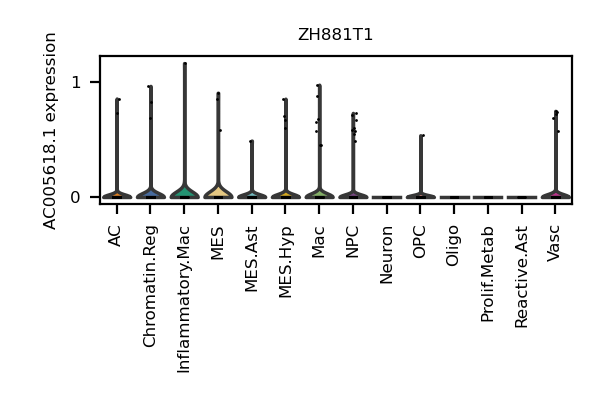 ZH881T1
AC005618.1 expression
1
0
AC
Chromatin.Reg
Inflammatory.Mac
MES
MES.Ast
MES.Hyp
Mac
NPC
Neuron
OPC
Oligo
Prolif.Metab
Reactive.Ast
Vasc